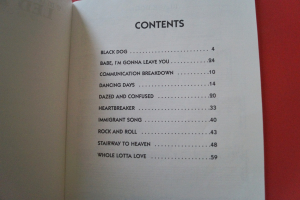 CONTENTS
BLACK DOG 4
BABE, I'M GONNA LEAVE YOU 24
COMMUNICATION BREAKDOWN 10
DANCING DAYS 14
DAZED AND CONFUSED 20
HEARTBREAKER 33
IMMIGRANT SONG 40
ROCK AND ROLL 43
STAIRWAY TO HEAVEN 48
WHOLE LOTTA LOVE 59